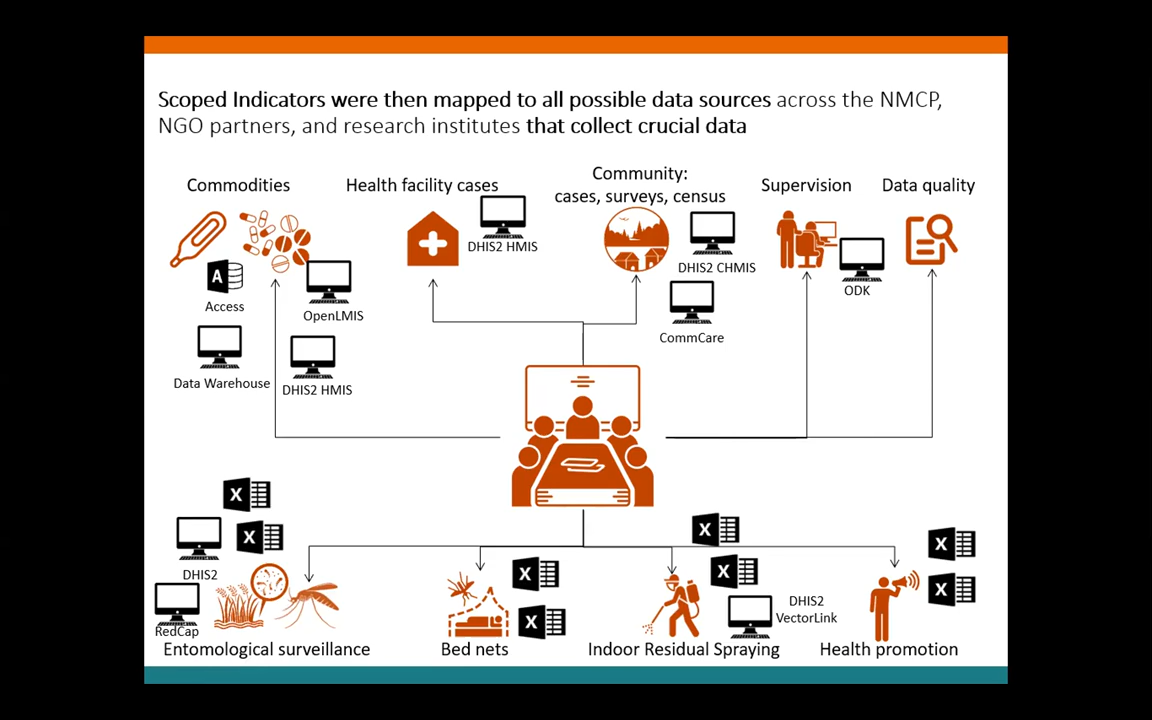 Scoped Indicators were then mapped to all possible data sources across the NMCP,
NGO partners, and research institutes that collect crucial data
Commodities
Health facility cases
Community:
cases, surveys, census
Supervision
Data quality
DHIS2 HMIS
DHIS2 CHMIS
ODK
A
Access
OpenLMIS
CommCare
Data Warehouse
DHIS2 HMIS
X
X
DHIS2
RedCap
Entomological surveillance
X
X
Bed nets
X
X
DHIS2
VectorLink
Indoor Residual Spraying
X
X
Health promotion